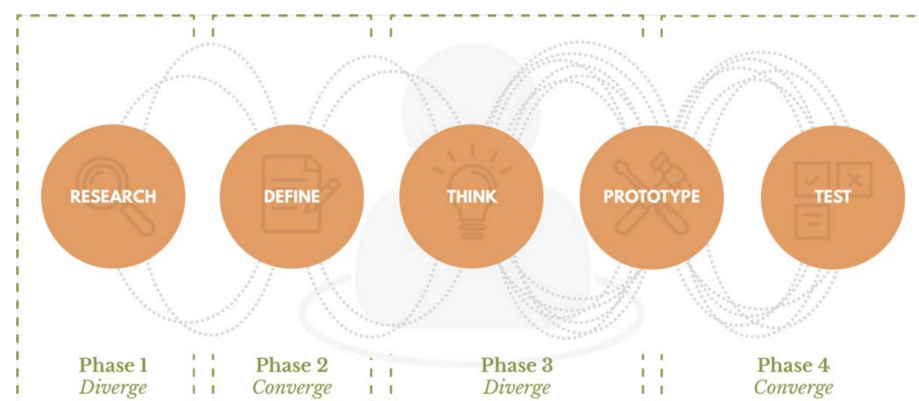 RESEARCH
DEFINE
THINK
PROTOTYPE
TEST
Phase 1
Diverge
Phase 2
Converge
Phase 3
Diverge
Phase 4
Converge